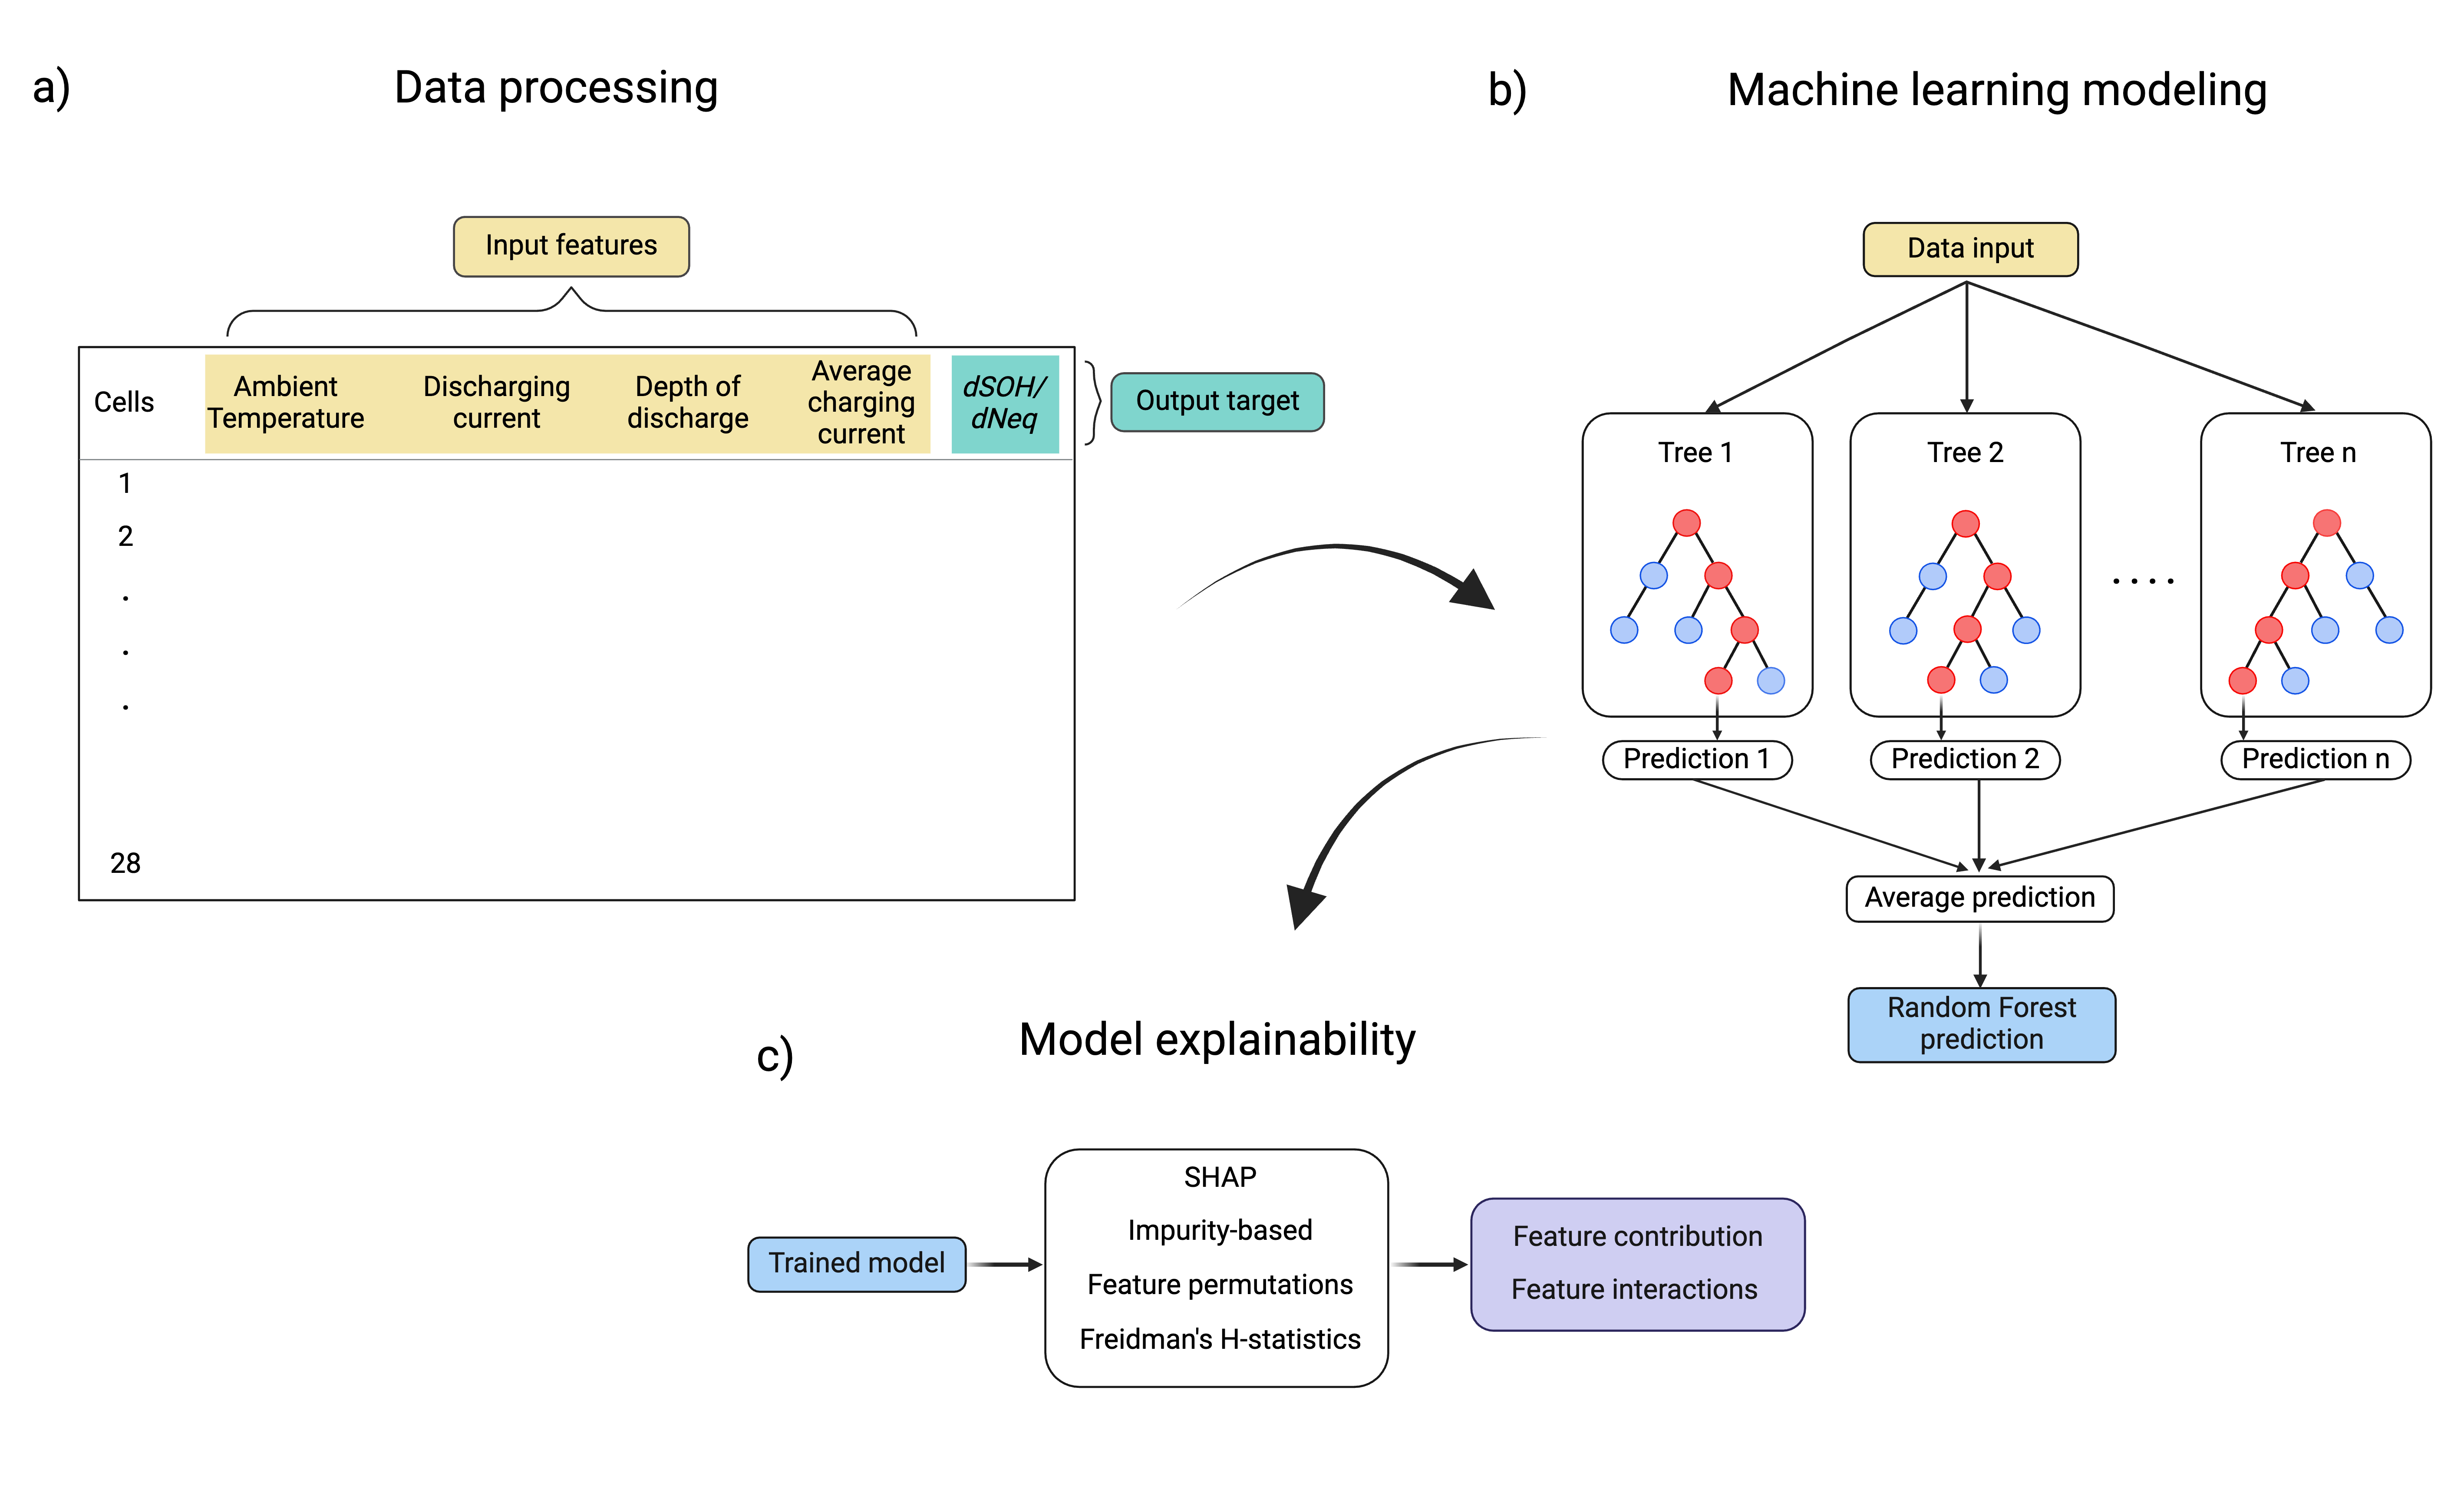 a)
Data processing
Input features
Cells
Ambient
Temperature
Discharging
current
Depth of
discharge
Average
charging
current
dSOH/
dNeq
Output target
1
2
.
.
.
28
b)
Machine learning modeling
Data input
Tree 1
Tree 2
Tree n
....
Prediction 1
Prediction 2
Prediction n
Average prediction
Random Forest
prediction
c)
Model explainability
Trained model
SHAP
Impurity-based
Feature permutations
Freidman's H-statistics
Feature contribution
Feature interactions